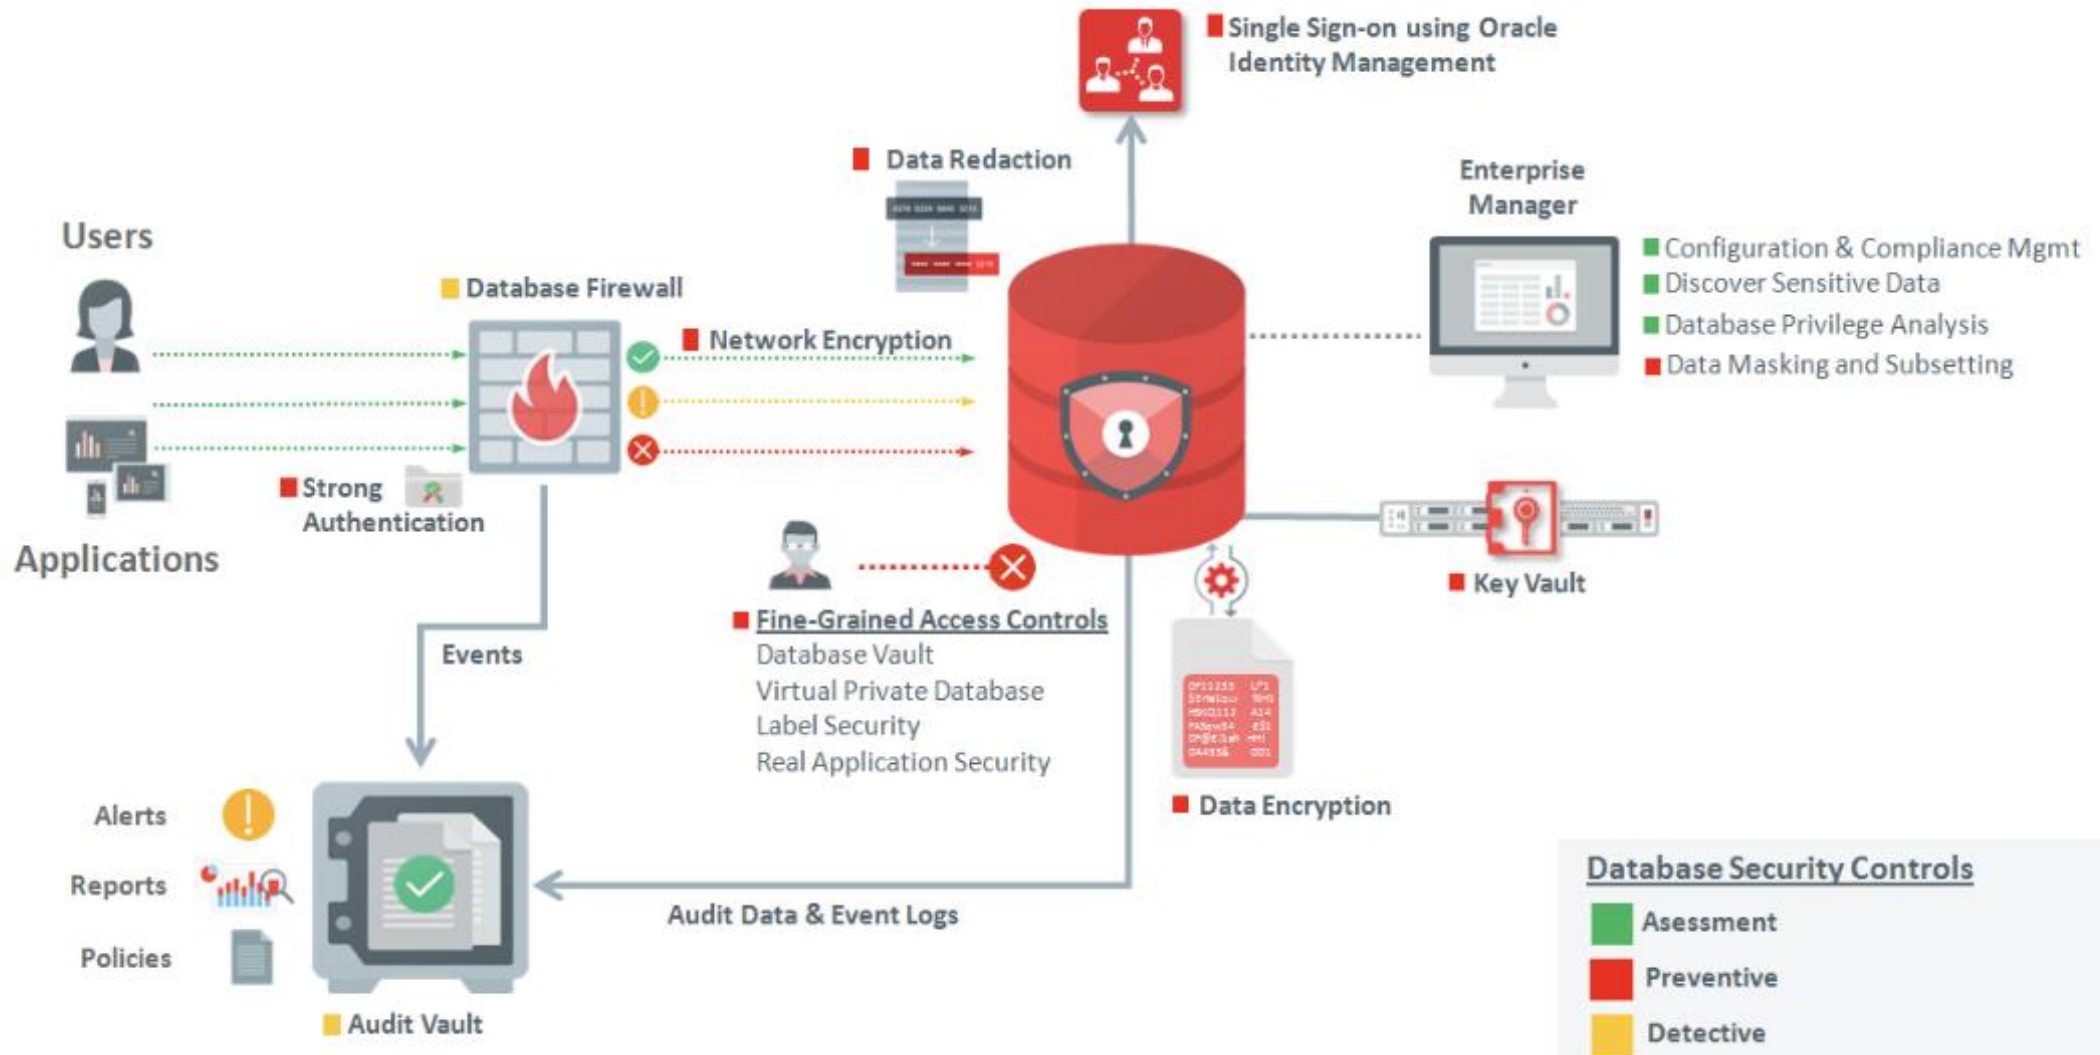 Single Sign-on using Oracle
Identity Management
Data Redaction
Enterprise
Manager
Configuration & Compliance Mgmt
Discover Sensitive Data
Database Privilege Analysis
Data Masking and Subsetting
Users
Database Firewall
Network Encryption
Strong
Authentication
Applications
Key Vault
Fine-Grained Access Controls
Database Vault
Virtual Private Database
Label Security
Real Application Security
Events
Data Encryption
Alerts
Reports
Policies
Audit Data & Event Logs
Audit Vault
Database Security Controls
Asessment
Preventive
Detective